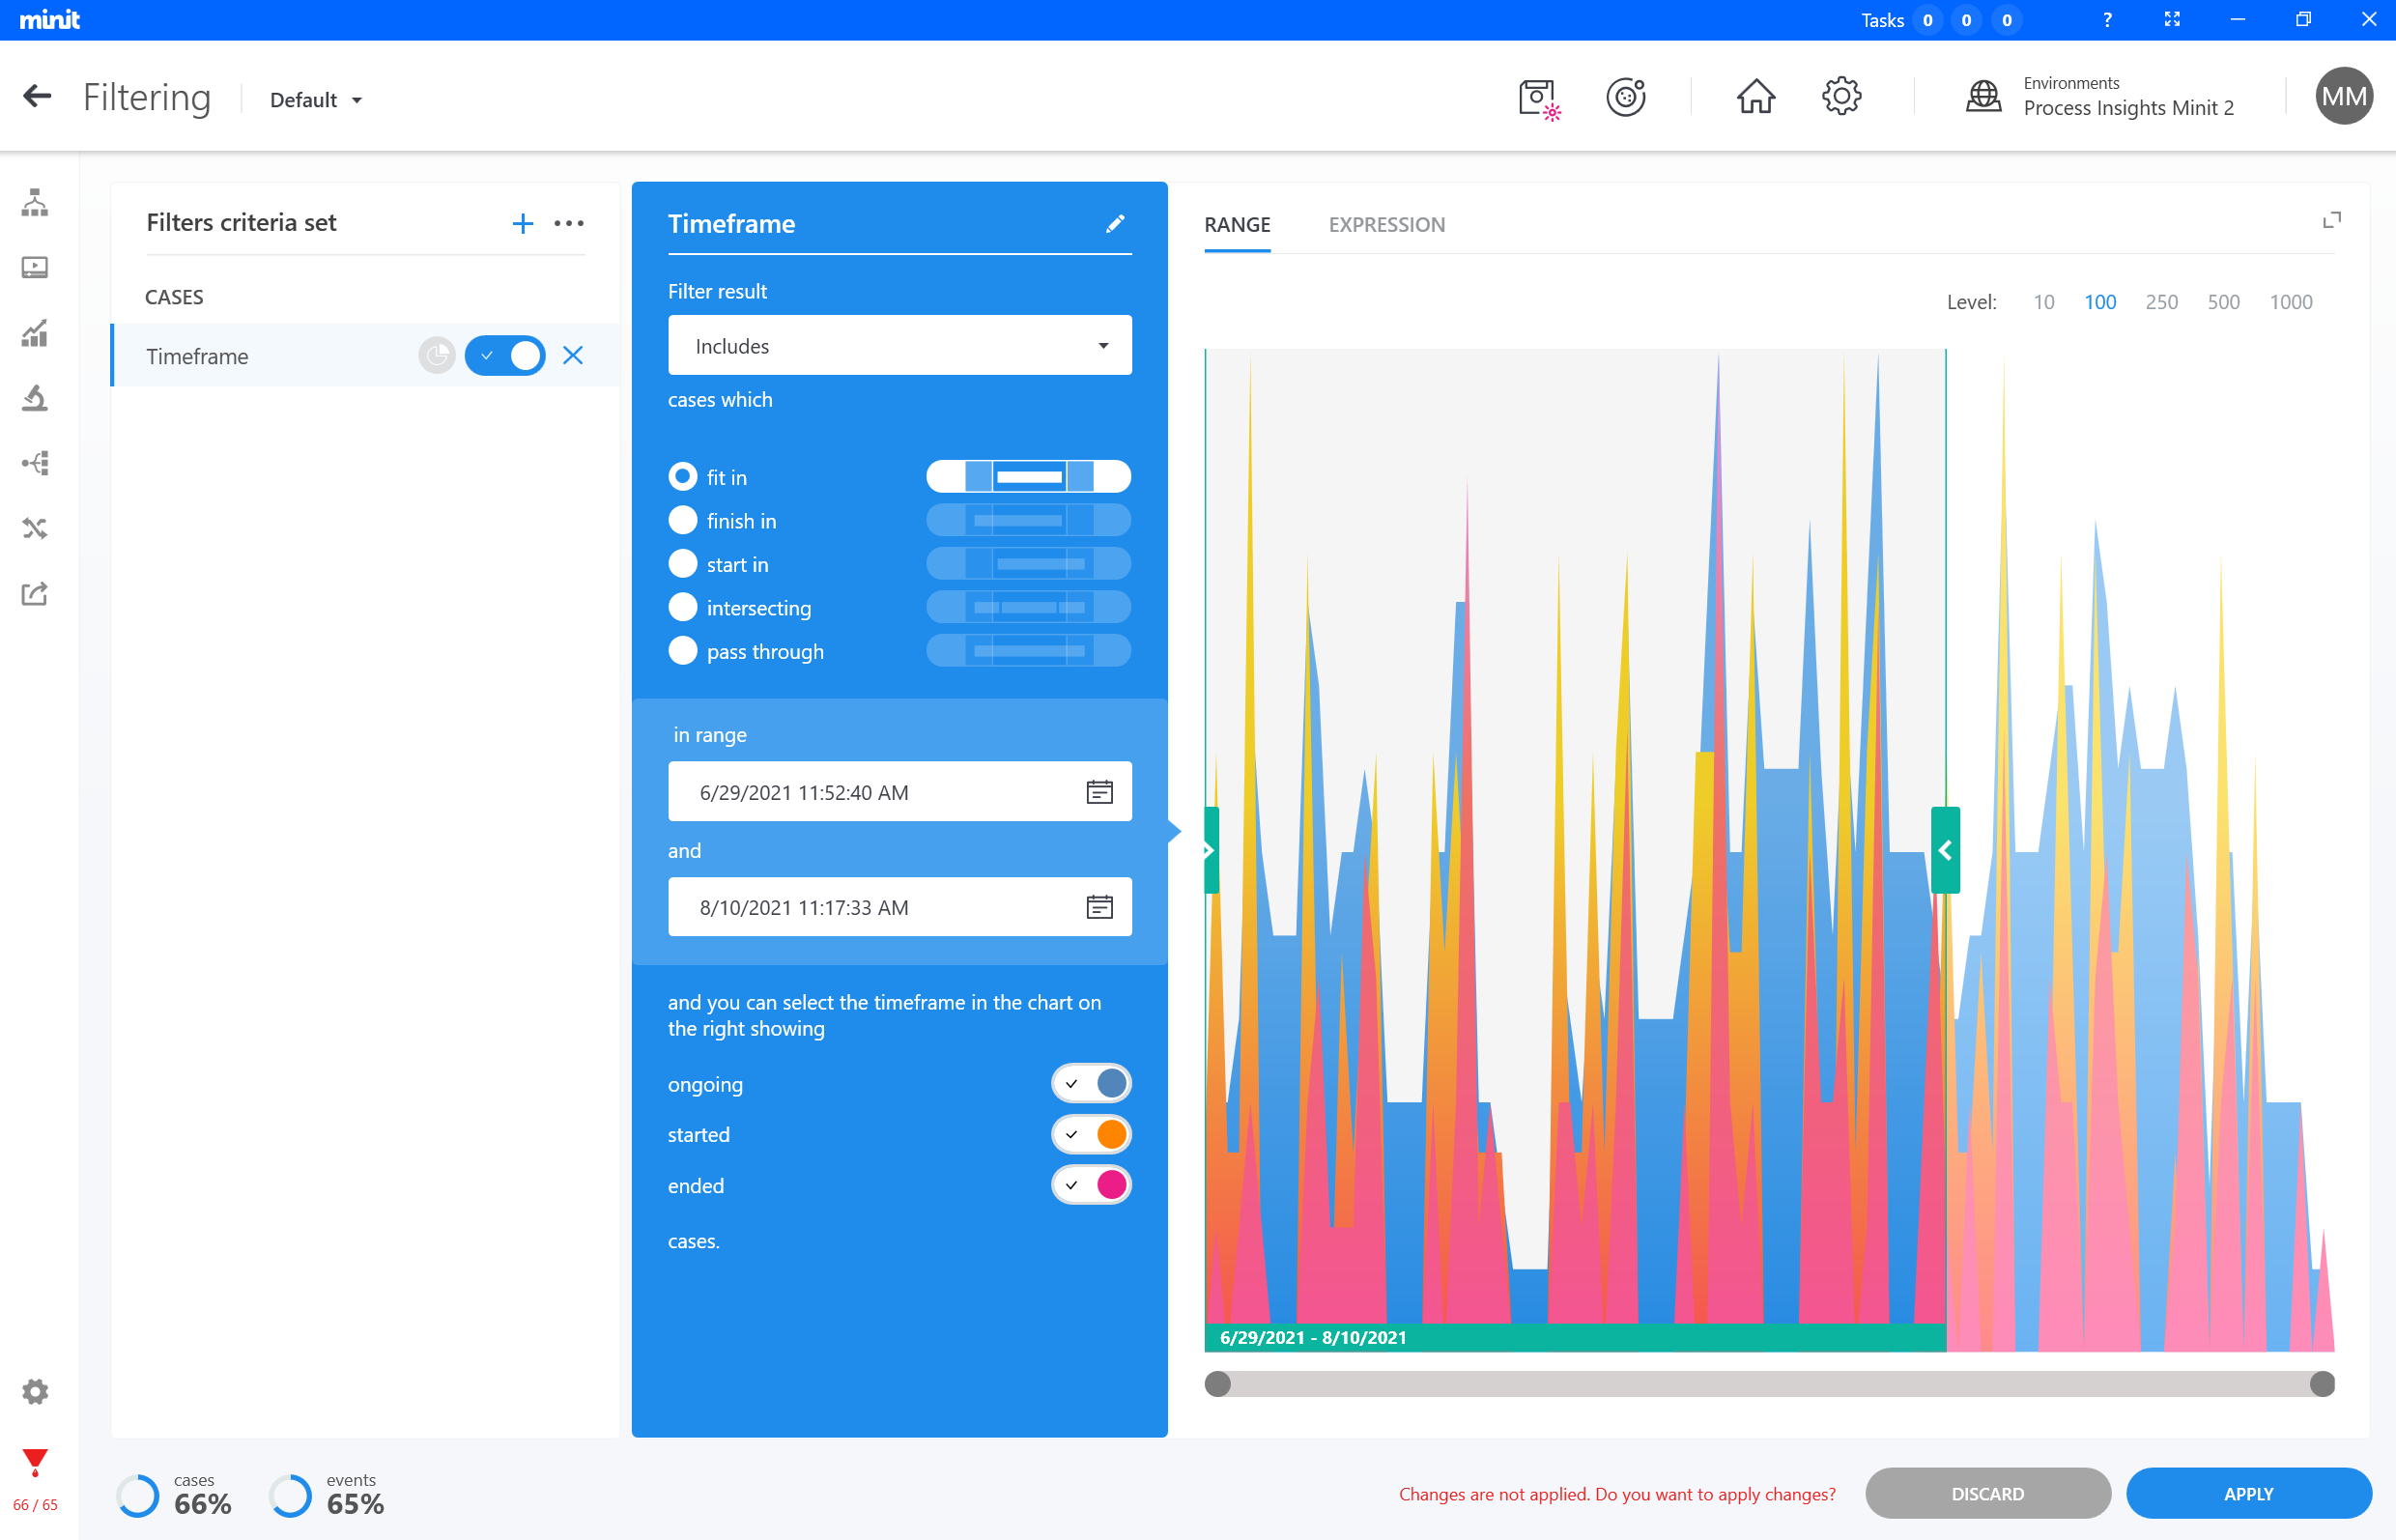 minit
Tasks 0 0 0 ?
Filtering Default
Environments
Process Insights Minit 2
MM
Filters criteria set
CASES
Timeframe
Timeframe
Filter result
Includes
cases which
fit in
finish in
start in
intersecting
pass through
in range
6/29/2021 11:52:40 AM
and
8/10/2021 11:17:33 AM
and you can select the timeframe in the chart on
the right showing
ongoing
started
ended
cases.
RANGE EXPRESSION
Level: 10 100 250 500 1000
6/29/2021 - 8/10/2021
66 / 65
cases
66%
events
65%
Changes are not applied. Do you want to apply changes?
DISCARD
APPLY